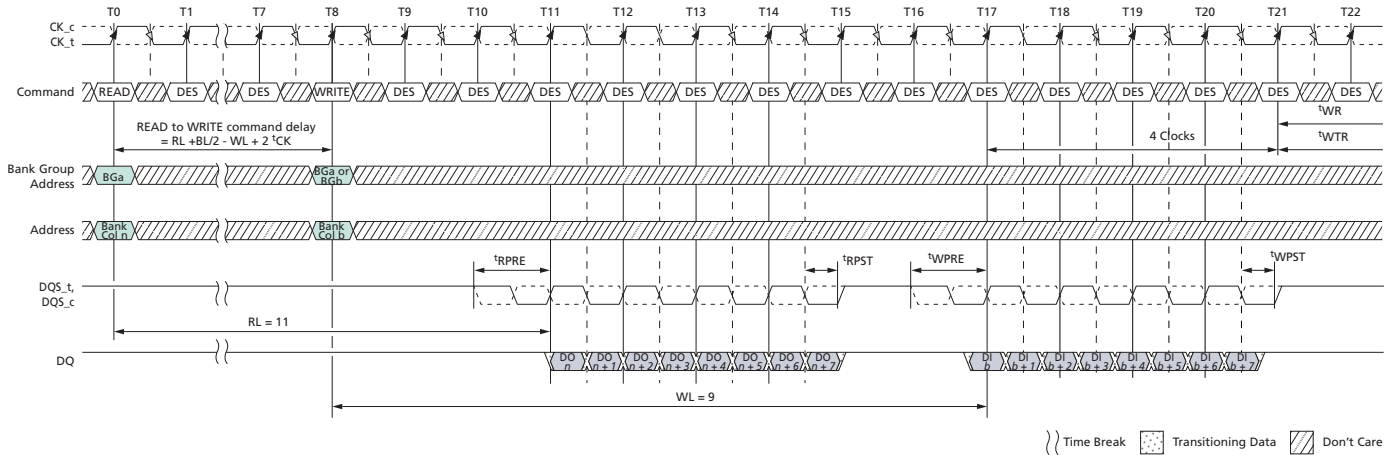 T0 T1 T7 T8 T9 T10 T11 T12 T13 T14 T15 T16 T17 T18 T19 T20 T21 T22
CK_c
CK_t
Command READ DES DES WRITE DES DES DES DES DES DES DES DES DES DES DES DES DES DES
tWR
READ to WRITE command delay
= RL +BL/2 - WL + 2 tCK
4 Clocks
tWTR
Bank Group
Address
BGa
BGa or
BGb
Address
Bank
Col n
Bank
Col b
tRPRE tRPST tWPRE tWPST
DQS_t,
DQS_c
RL = 11
DQ
DO DO DO DO DO DO DO DO DI DI DI DI DI DI DI DI
n n + 1 n + 2 n + 3 n + 4 n + 5 n + 6 n + 7 b b + 1 b + 2 b + 3 b + 4 b + 5 b + 6 b + 7
WL = 9
Time Break Transitioning Data Don't Care